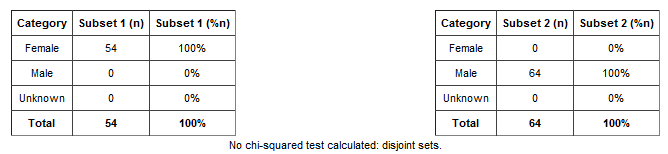 Category Subset 1 (n) Subset 1 (%n)
Female 54 100%
Male 0 0%
Unknown 0 0%
Total 54 100%
Category Subset 2 (n) Subset 2 (%n)
Female 0 0%
Male 64 100%
Unknown 0 0%
Total 64 100%
No chi-squared test calculated: disjoint sets.